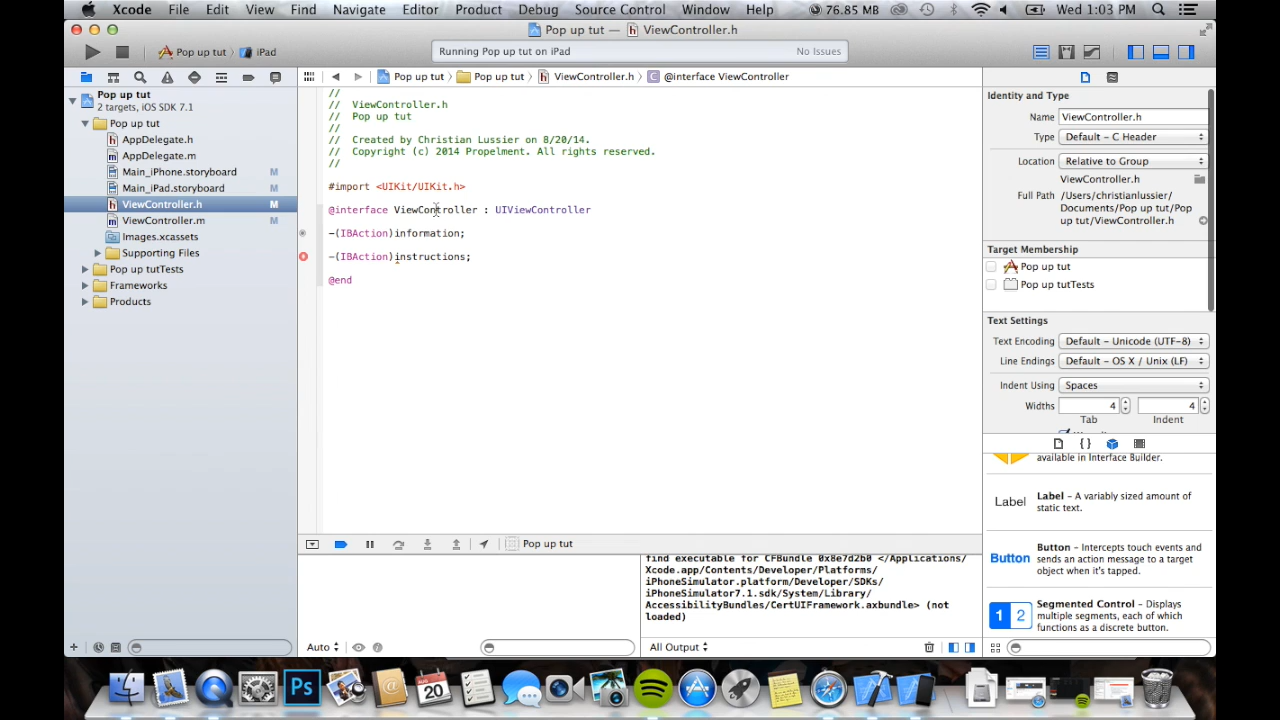 Xcode File Edit View Find Navigate Editor Product Debug Source Control Window Help 76.85 MB Wed 1:03 PM
Pop up tut — ViewController.h
Pop up tut iPad Running Pop up tut on iPad No Issues
Pop up tut Pop up tut ViewController.h @interface ViewController
Pop up tut
2 targets, iOS SDK 7.1
Pop up tut
AppDelegate.h
AppDelegate.m
Main_iPhone.storyboard M
Main_iPad.storyboard M
ViewController.h M
ViewController.m M
Images.xcassets
Supporting Files
Pop up tutTests
Frameworks
Products
//
// ViewController.h
// Pop up tut
//
// Created by Christian Lussier on 8/20/14.
// Copyright (c) 2014 Propelment. All rights reserved.
//
#import <UIKit/UIKit.h>
@interface ViewController : UIViewController
-(IBAction)information;
-(IBAction)instructions;
@end
Identity and Type
Name ViewController.h
Type Default - C Header
Location Relative to Group
ViewController.h
Full Path /Users/christianlussier/
Documents/Pop up tut/Pop
up tut/ViewController.h
Target Membership
Pop up tut
Pop up tutTests
Text Settings
Text Encoding Default - Unicode (UTF-8)
Line Endings Default - OS X / Unix (LF)
Indent Using Spaces
Widths 4 4
Tab Indent
available in Interface Builder.
Label Label - A variably sized amount of
static text.
Button Button - Intercepts touch events and
sends an action message to a target
object when it's tapped.
1 2 Segmented Control - Displays
multiple segments, each of which
functions as a discrete button.
Pop up tut
find executable for CFBundle 0x8e7d2b0 </Applications/
Xcode.app/Contents/Developer/Platforms/
iPhoneSimulator.platform/Developer/SDKs/
iPhoneSimulator7.1.sdk/System/Library/
AccessibilityBundles/CertUIFramework.axbundle> (not
loaded)
Auto All Output
Ps
AUG
20